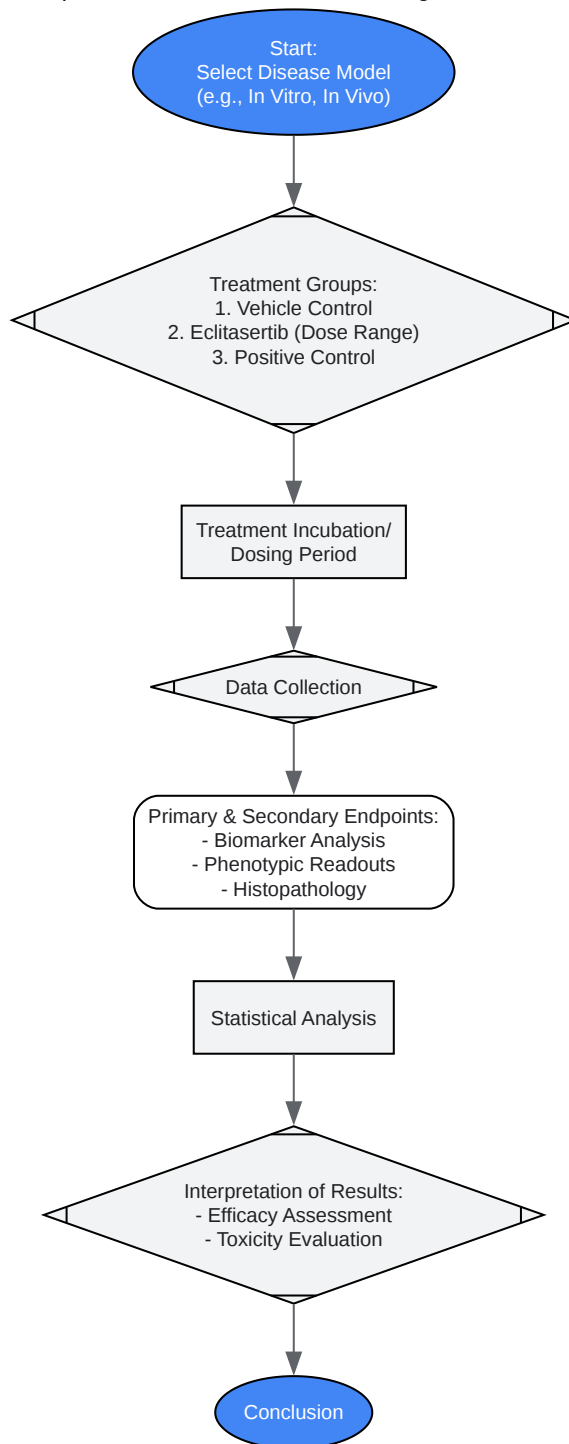 Start:
Select Disease Model
(e.g., In Vitro, In Vivo)
Treatment Groups:
1. Vehicle Control
2. Eclitasertib (Dose Range)
3. Positive Control
Treatment Incubation/
Dosing Period
Data Collection
Primary & Secondary Endpoints:
- Biomarker Analysis
- Phenotypic Readouts
- Histopathology
Statistical Analysis
Interpretation of Results:
- Efficacy Assessment
- Toxicity Evaluation
Conclusion